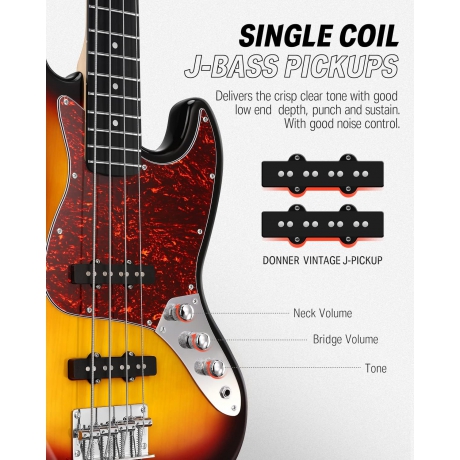 SINGLE COIL
J-BASS PICKUPS
Delivers the crisp clear tone with good
low end depth, punch and sustain.
With good noise control.
DONNER VINTAGE J-PICKUP
Neck Volume
Bridge Volume
Tone